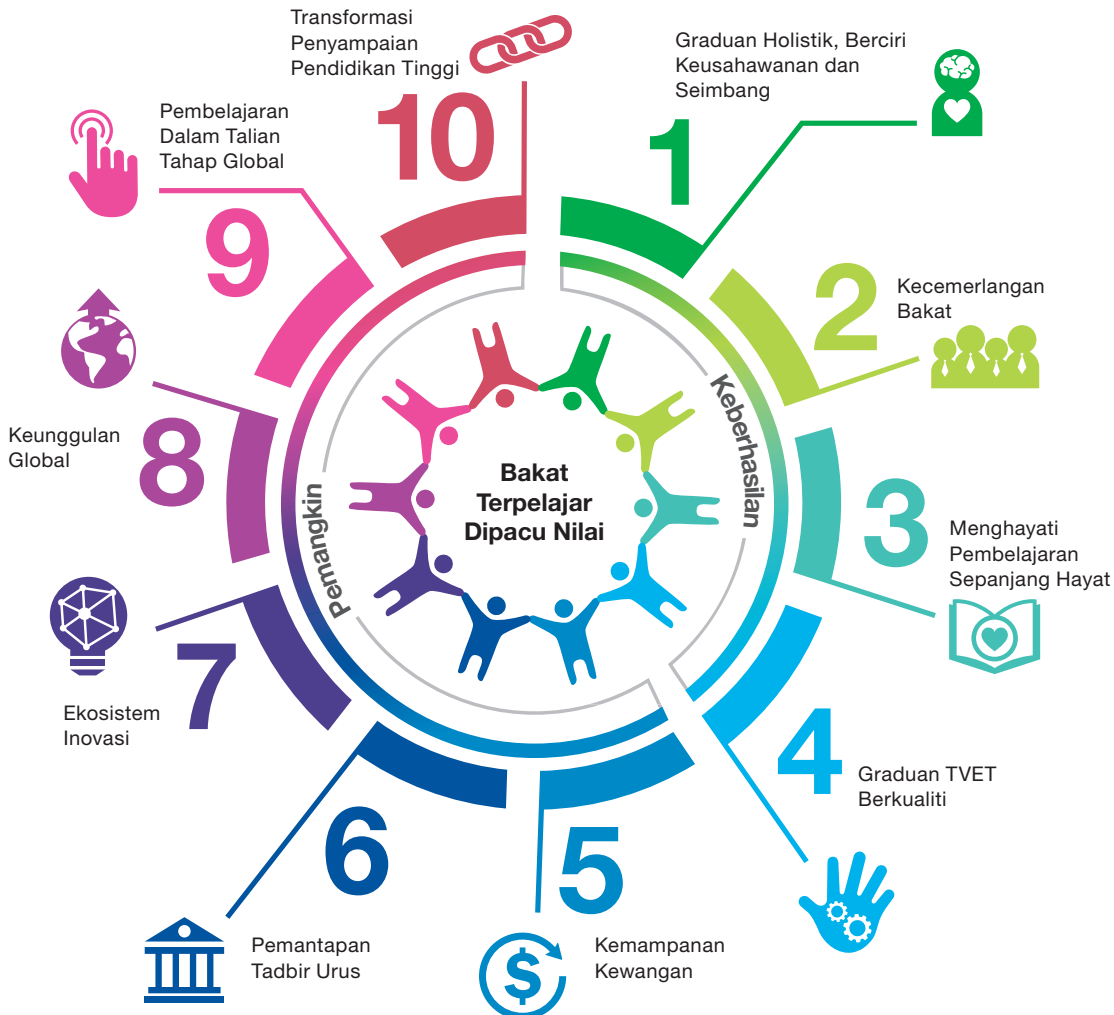 1
Graduan Holistik, Berciri
Keusahawanan dan
Seimbang
2
Kecemerlangan
Bakat
3
Menghayati
Pembelajaran
Sepanjang Hayat
4
Graduan TVET
Berkualiti
5
Kemampanan
Kewangan
6
Pemantapan
Tadbir Urus
7
Ekosistem
Inovasi
8
Keunggulan
Global
9
Pembelajaran
Dalam Talian
Tahap Global
10
Transformasi
Penyampaian
Pendidikan Tinggi
Keberhasilan
Pemangkin
Bakat
Terpelajar
Dipacu Nilai
$